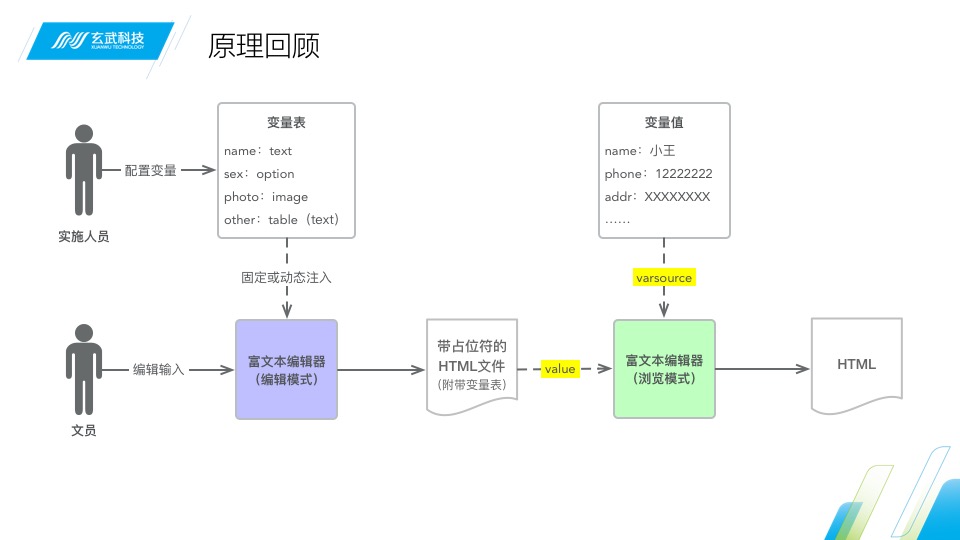 玄武科技
XUANWU TECHNOLOGY
原理回顾
变量表
name：text
sex：option
photo：image
other：table（text）
变量值
name：小王
phone：12222222
addr：XXXXXXXX
……
配置变量
实施人员
固定或动态注入
varsource
文员
编辑输入
富文本编辑器
（编辑模式）
带占位符的
HTML文件
（附带变量表）
value
富文本编辑器
（浏览模式）
HTML